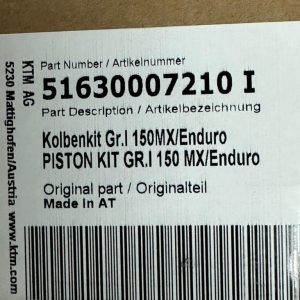 Part Number / Artikelnummer
51630007210 I
Part Description / Artikelbezeichnung
Kolbenkit Gr.I 150MX/Enduro
PISTON KIT GR.I 150 MX/Enduro
Original part / Originalteil
Made In AT
KTM AG
5230 Mattighofen/Austria
www.ktm.com